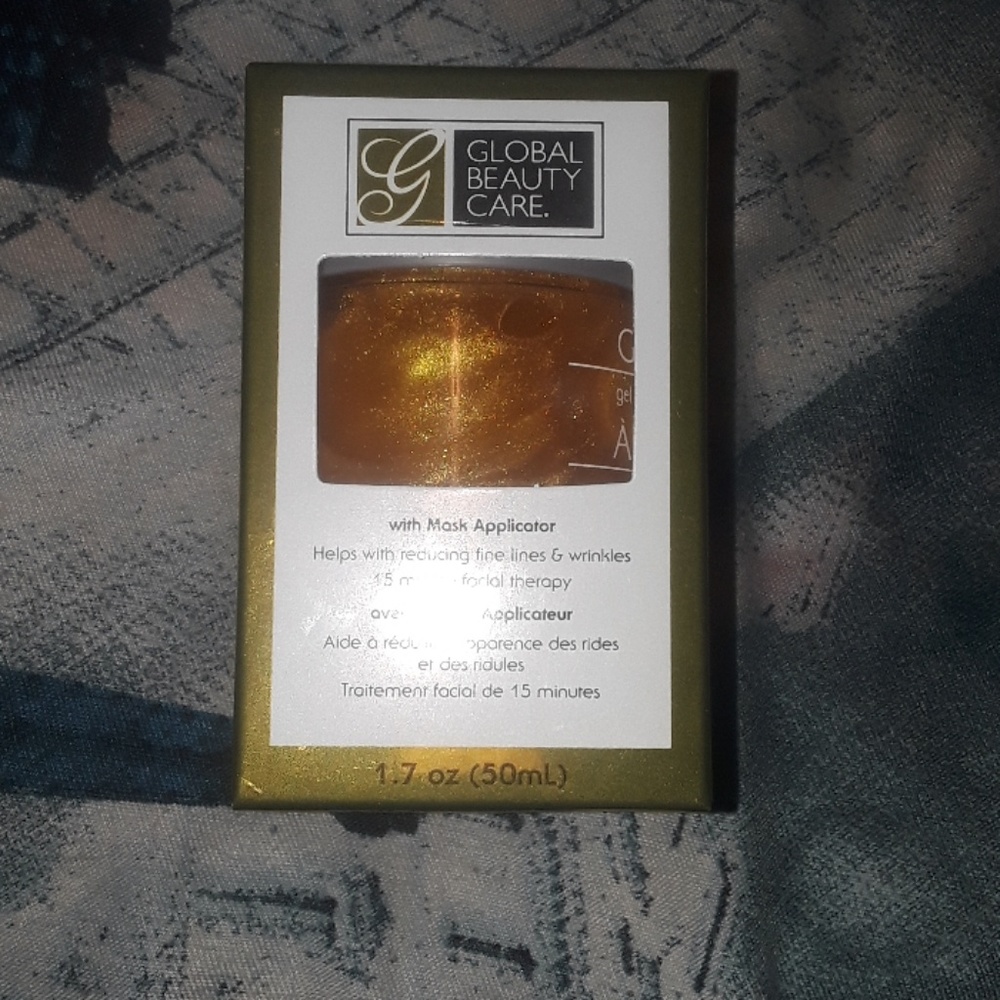 G
GLOBAL
BEAUTY
CARE.
gel
À
with Mask Applicator
Helps with reducing fine lines & wrinkles
15 facial therapy
Applicateur
Aide à des rides
et des ridules
Traitement facial de 15 minutes
1.7 oz (50mL)